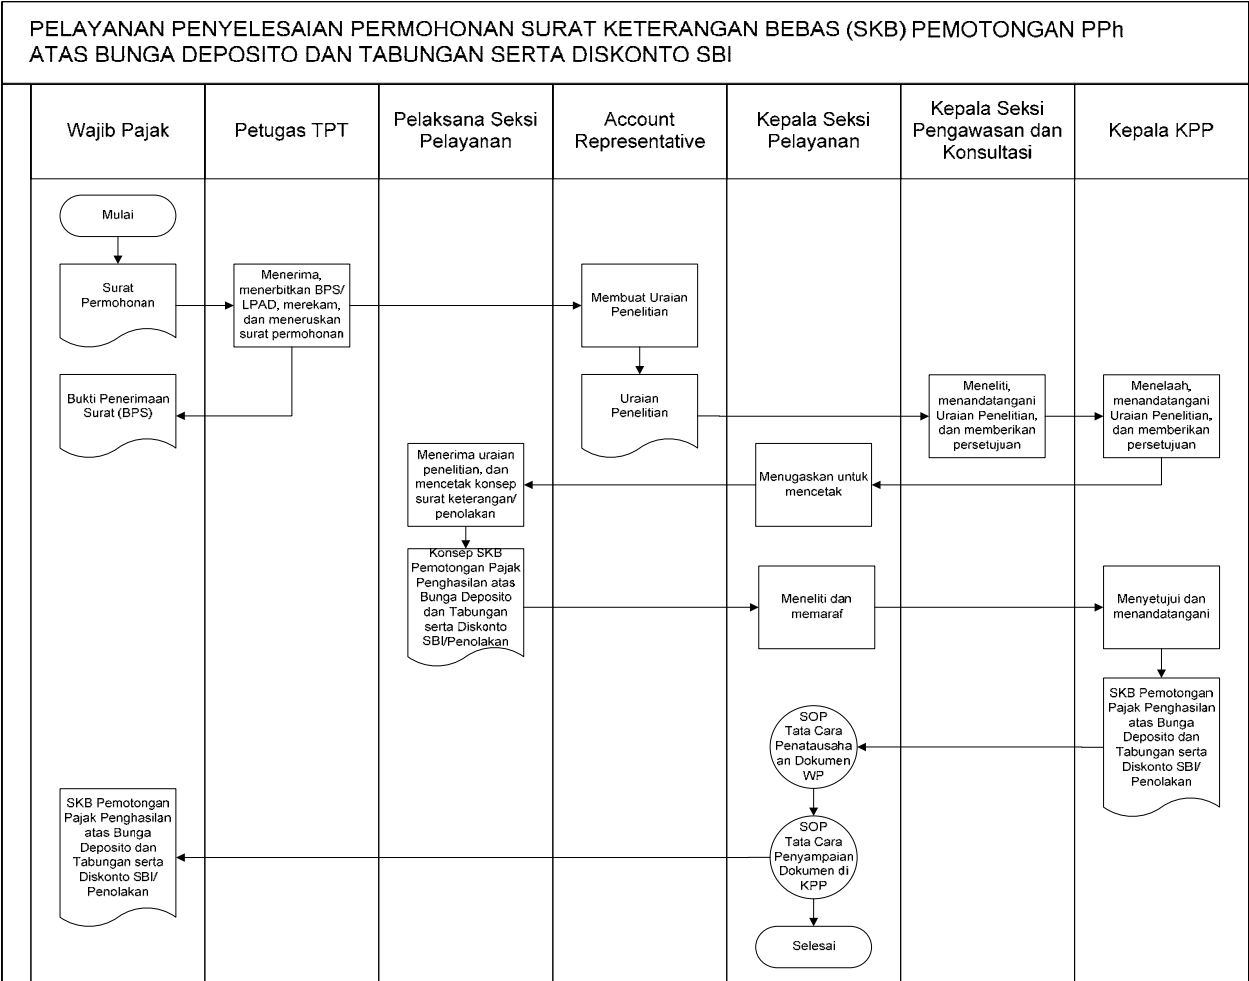 PELAYANAN PENYELESAIAN PERMOHONAN SURAT KETERANGAN BEBAS (SKB) PEMOTONGAN PPh
ATAS BUNGA DEPOSITO DAN TABUNGAN SERTA DISKONTO SBI
Wajib Pajak
Petugas TPT
Pelaksana Seksi
Pelayanan
Account
Representative
Kepala Seksi
Pelayanan
Kepala Seksi
Pengawasan dan
Konsultasi
Kepala KPP
Mulai
Surat
Permohonan
Menerima,
menerbitkan BPS/
LPAD, merekam,
dan meneruskan
surat permohonan
Membuat Uraian
Penelitian
Bukti Penerimaan
Surat (BPS)
Uraian
Penelitian
Meneliti,
menandatangani
Uraian Penelitian,
dan memberikan
persetujuan
Menelaah,
menandatangani
Uraian Penelitian,
dan memberikan
persetujuan
Menugaskan untuk
mencetak
Menerima uraian
penelitian, dan
mencetak konsep
surat keterangan/
penolakan
Konsep SKB
Pemotongan Pajak
Penghasilan atas
Bunga Deposito
dan Tabungan
serta Diskonto
SBI/Penolakan
Meneliti dan
memaraf
Menyetujui dan
menandatangani
SKB Pemotongan
Pajak Penghasilan
atas Bunga
Deposito dan
Tabungan serta
Diskonto SBI/
Penolakan
SOP
Tata Cara
Penatausaha
an Dokumen
WP
SOP
Tata Cara
Penyampaian
Dokumen di
KPP
SKB Pemotongan
Pajak Penghasilan
atas Bunga
Deposito dan
Tabungan serta
Diskonto SBI/
Penolakan
Selesai